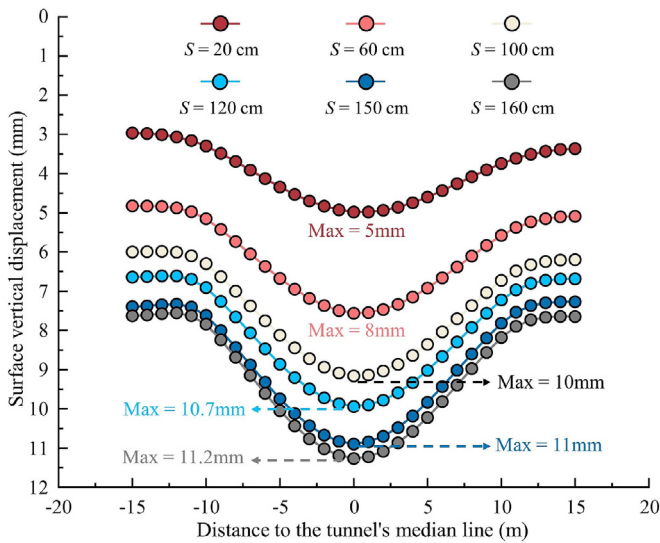 S = 20 cm
S = 60 cm
S = 100 cm
S = 120 cm
S = 150 cm
S = 160 cm
Surface vertical displacement (mm)
0
1
2
3
4
5
6
7
8
9
10
11
12
Max = 5mm
Max = 8mm
Max = 10mm
Max = 10.7mm
Max = 11mm
Max = 11.2mm
-20
-15
-10
-5
0
5
10
15
20
Distance to the tunnel's median line (m)